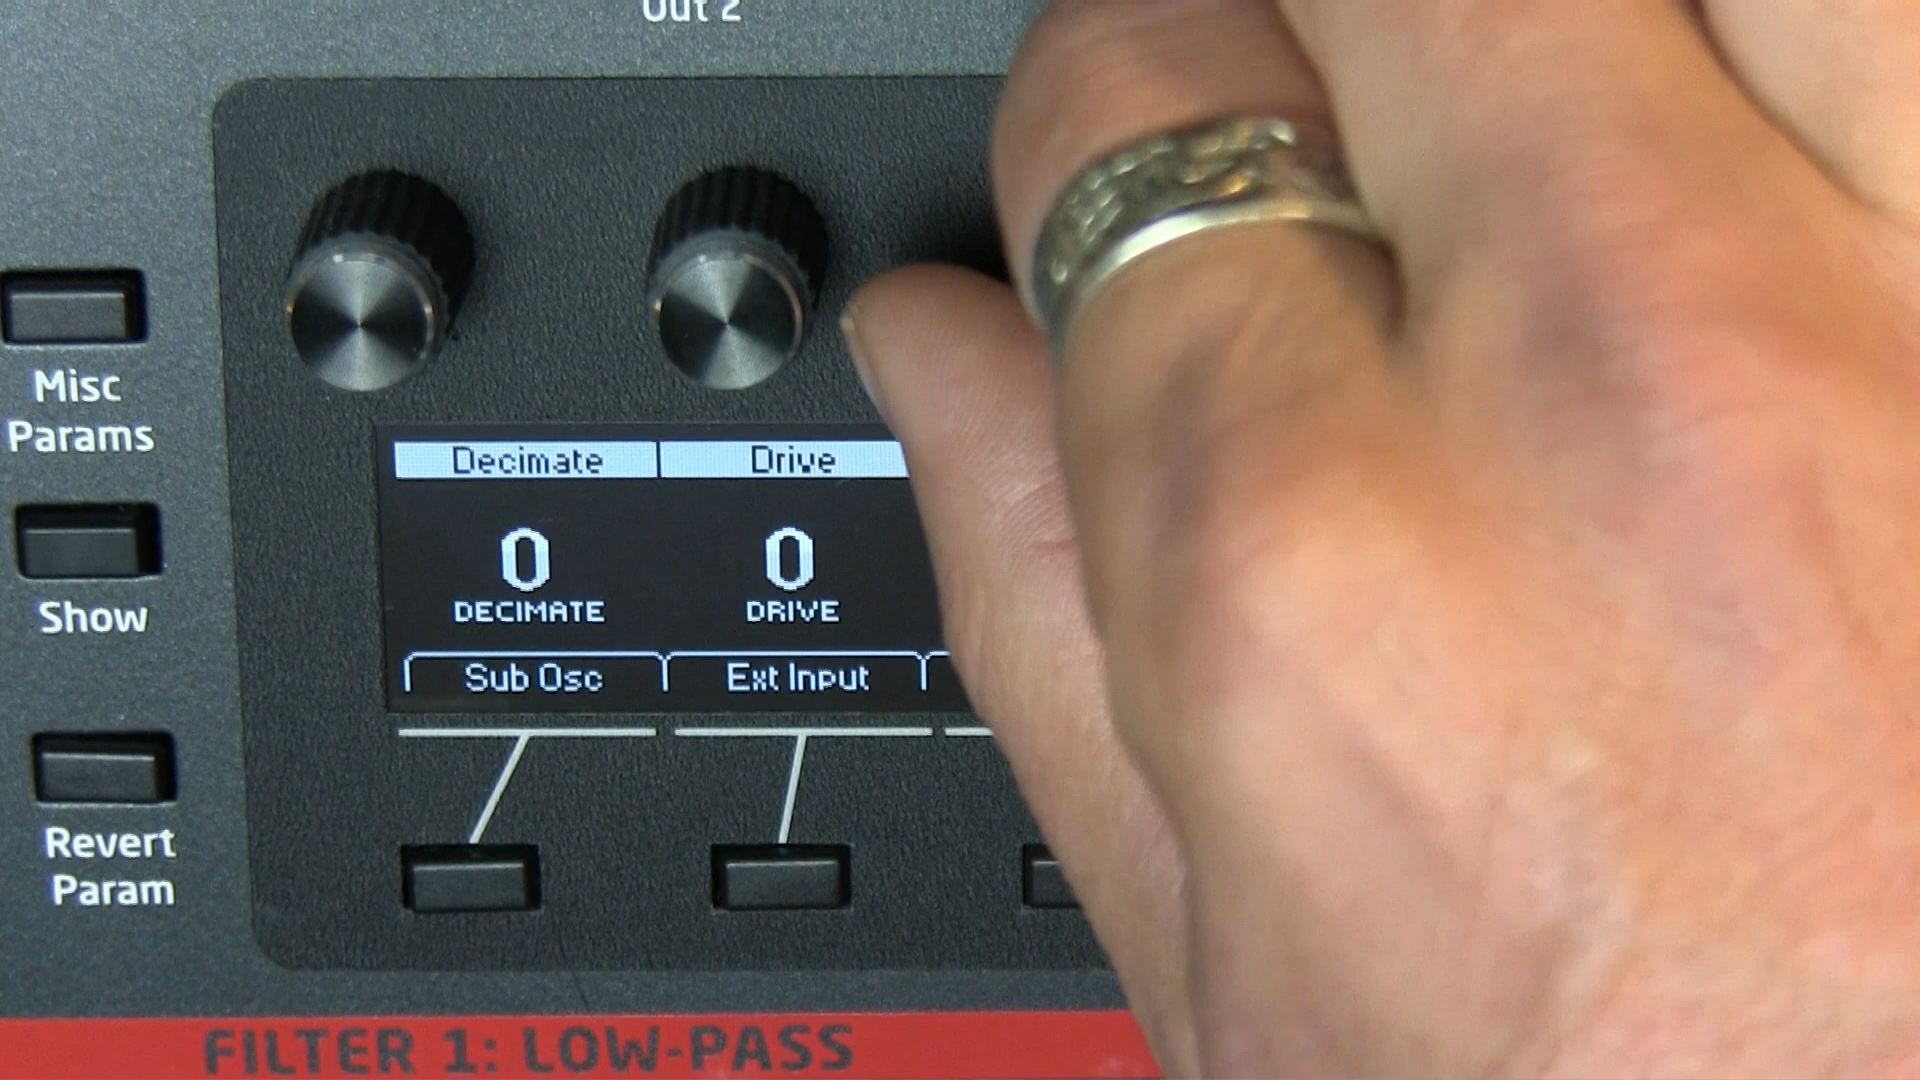 Out 2
Misc
Params
Decimate Drive
0 0
DECIMATE DRIVE
Show
Sub Osc Ext Input
Revert
Param
FILTER 1: LOW-PASS